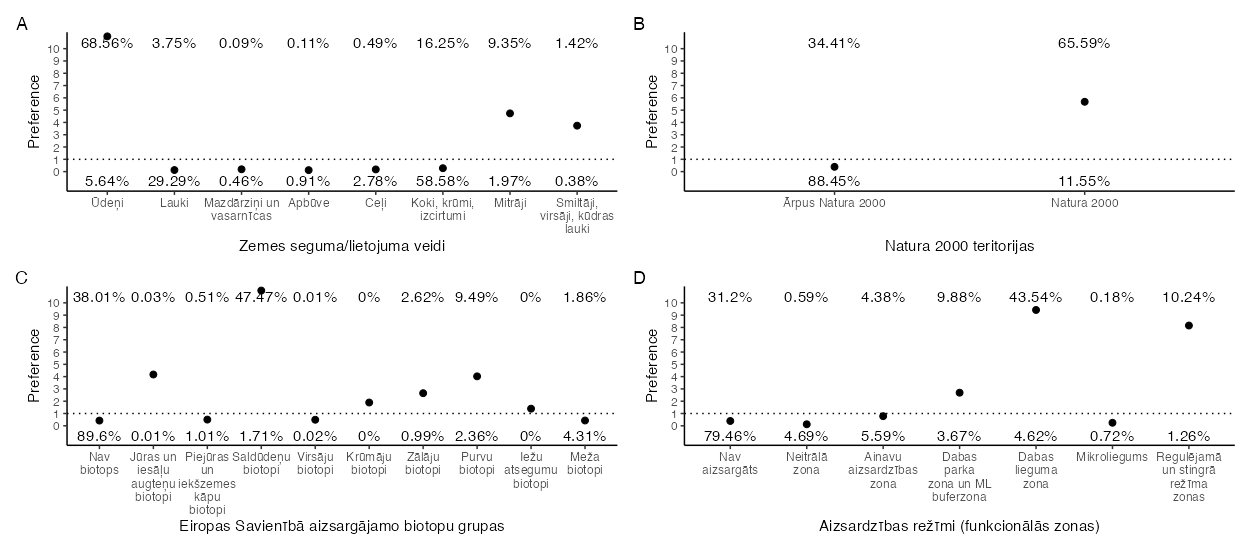 A
Preference
10
9
8
7
6
5
4
3
2
1
0
68.56% 3.75% 0.09% 0.11% 0.49% 16.25% 9.35% 1.42%
5.64% 29.29% 0.46% 0.91% 2.78% 58.58% 1.97% 0.38%
Ūdeņi Lauki Mazdārziņi un Apbūve Ceļi Koki, krūmi, Mitrāji Smiltāji,
vasarnīcas izcirtumi virsāji, kūdras
lauki
Zemes seguma/lietojuma veidi
B
Preference
10
9
8
7
6
5
4
3
2
1
0
34.41% 65.59%
88.45% 11.55%
Ārpus Natura 2000 Natura 2000
Natura 2000 teritorijas
C
Preference
10
9
8
7
6
5
4
3
2
1
0
38.01% 0.03% 0.51% 47.47% 0.01% 0% 2.62% 9.49% 0% 1.86%
89.6% 0.01% 1.01% 1.71% 0.02% 0% 0.99% 2.36% 0% 4.31%
Nav Jūras un Piejūras Saldūdeņu Virsāju Krūmāju Zālāju Purvu Iežu Meža
biotops iesāļu un biotopi biotopi biotopi biotopi biotopi atsegumu biotopi
augteņu iekšzemes biotopi
biotopi kāpu
biotopi
Eiropas Savienībā aizsargājamo biotopu grupas
D
Preference
10
9
8
7
6
5
4
3
2
1
0
31.2% 0.59% 4.38% 9.88% 43.54% 0.18% 10.24%
79.46% 4.69% 5.59% 3.67% 4.62% 0.72% 1.26%
Nav Neitrālā Ainavu Dabas Dabas Mikroliegums Regulējamā
aizsargāts zona aizsardzības parka lieguma un stingrā
zona zona un ML zona režīma
buferzona zonas
Aizsardzības režīmi (funkcionālās zonas)